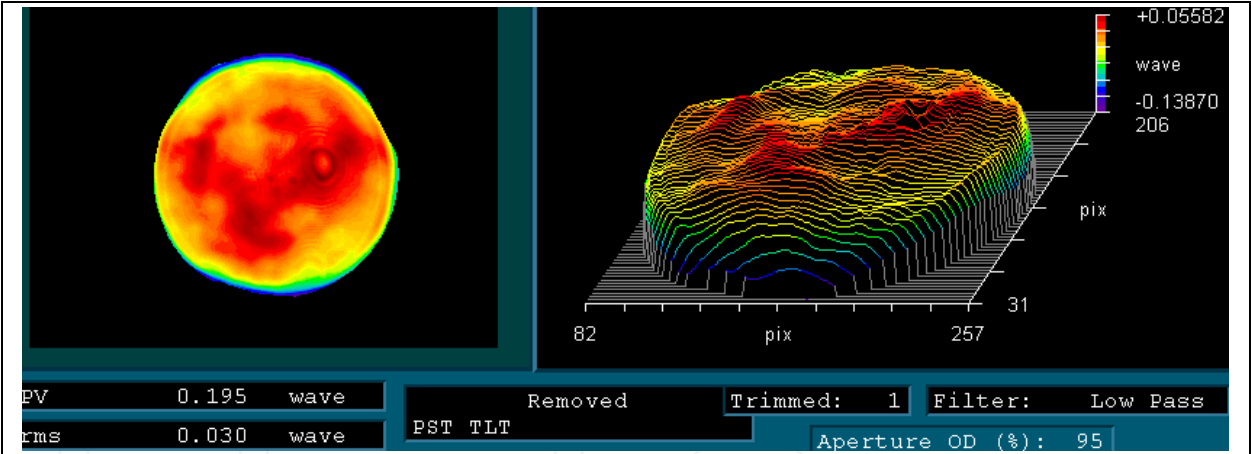 +0.05582
wave
-0.13870
206
pix
31
82 pix 257
PV 0.195 wave
rms 0.030 wave
Removed
PST TLT
Trimmed: 1
Filter: Low Pass
Aperture OD (%): 95